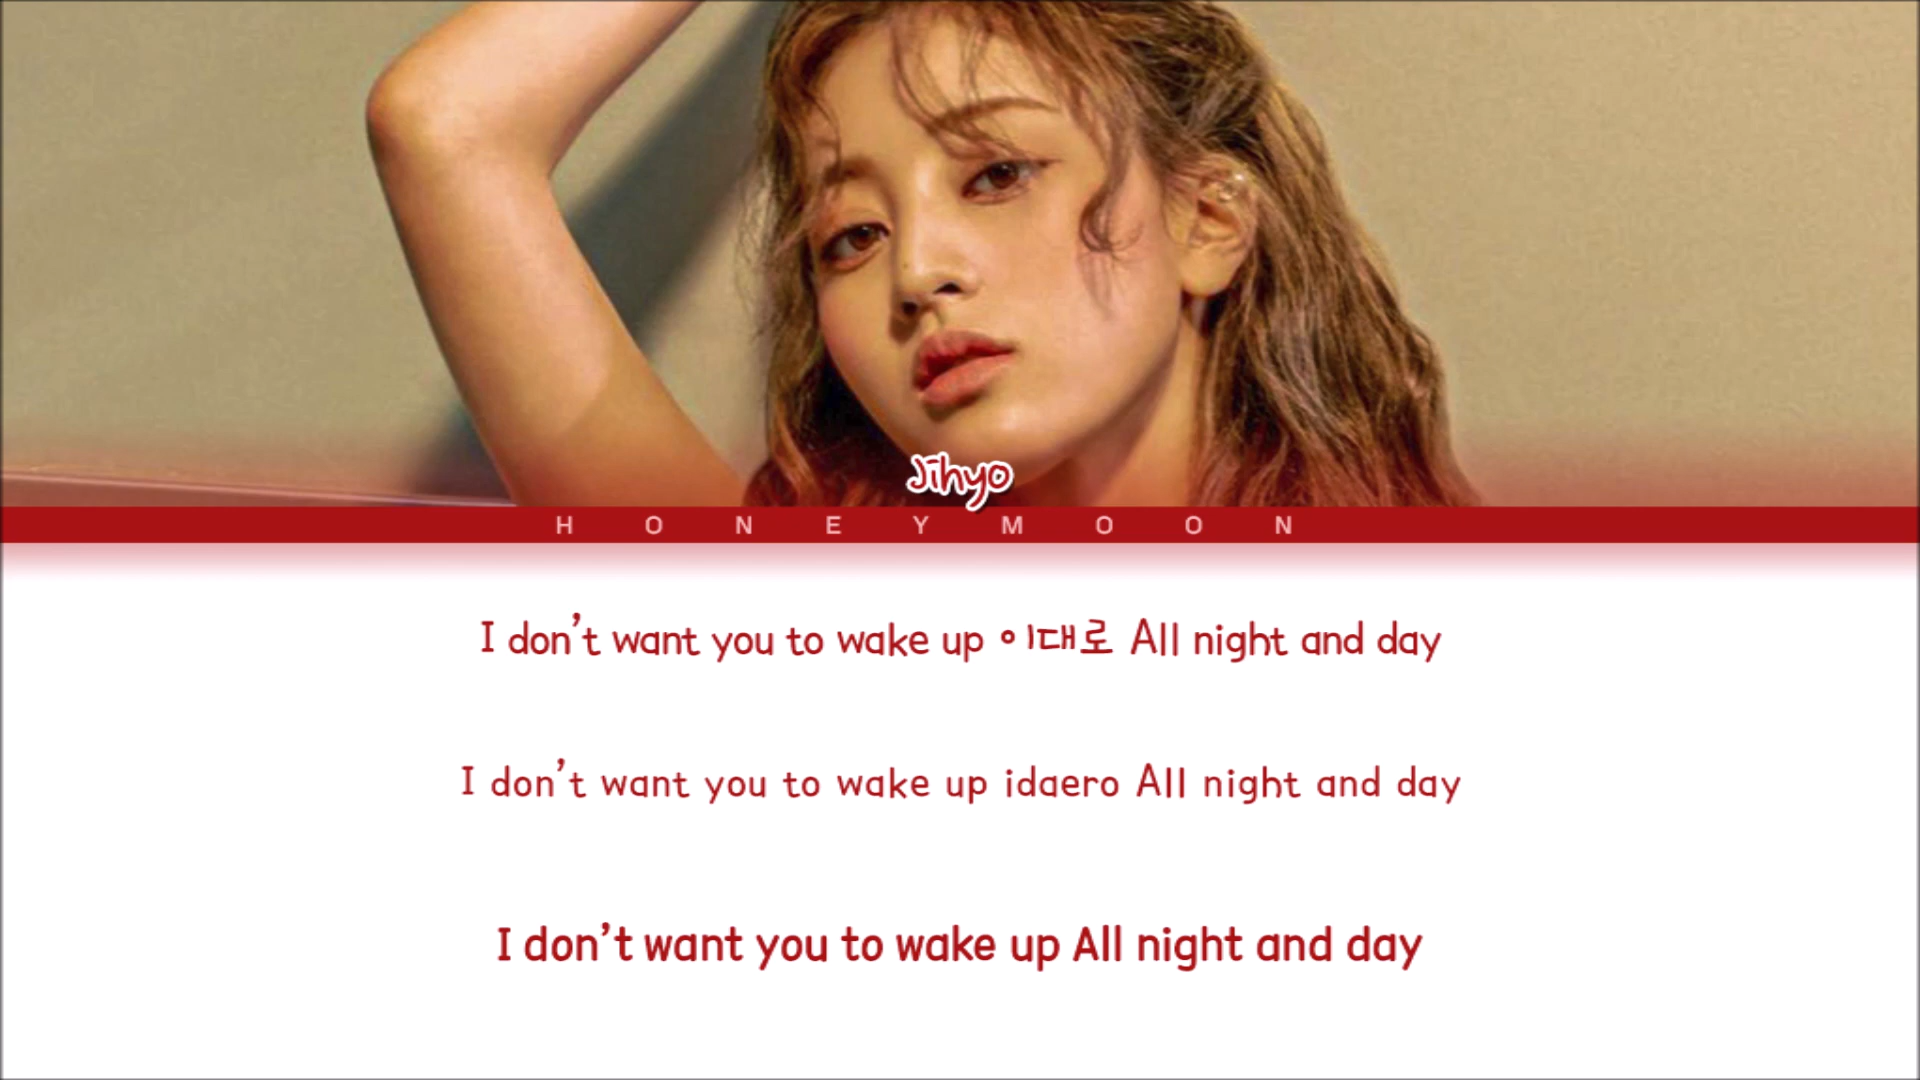 Jihyo
HONEYMOON
I don't want you to wake up 이대로 All night and day
I don't want you to wake up idaero All night and day
I don't want you to wake up All night and day